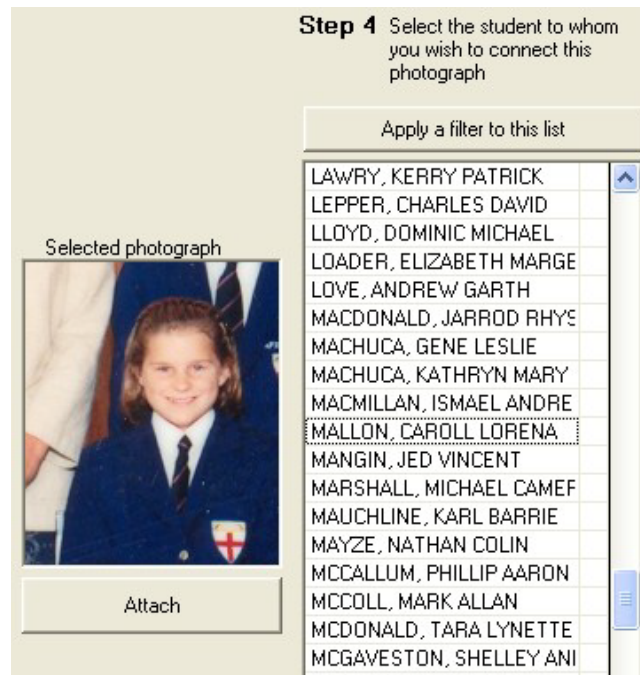 Step 4 Select the student to whom
you wish to connect this
photograph
Apply a filter to this list
LAWRY, KERRY PATRICK
LEPPER, CHARLES DAVID
LLOYD, DOMINIC MICHAEL
LOADER, ELIZABETH MARGE
LOVE, ANDREW GARTH
MACDONALD, JARROD RHYS
MACHUCA, GENE LESLIE
MACHUCA, KATHRYN MARY
MACMILLAN, ISMAEL ANDRE
MALLON, CAROLL LORENA
MANGIN, JED VINCENT
MARSHALL, MICHAEL CAMEF
MAUCHLINE, KARL BARRIE
MAYZE, NATHAN COLIN
MCCALLUM, PHILLIP AARON
MCCOLL, MARK ALLAN
MCDONALD, TARA LYNETTE
MCGAVESTON, SHELLEY ANI
Selected photograph
Attach